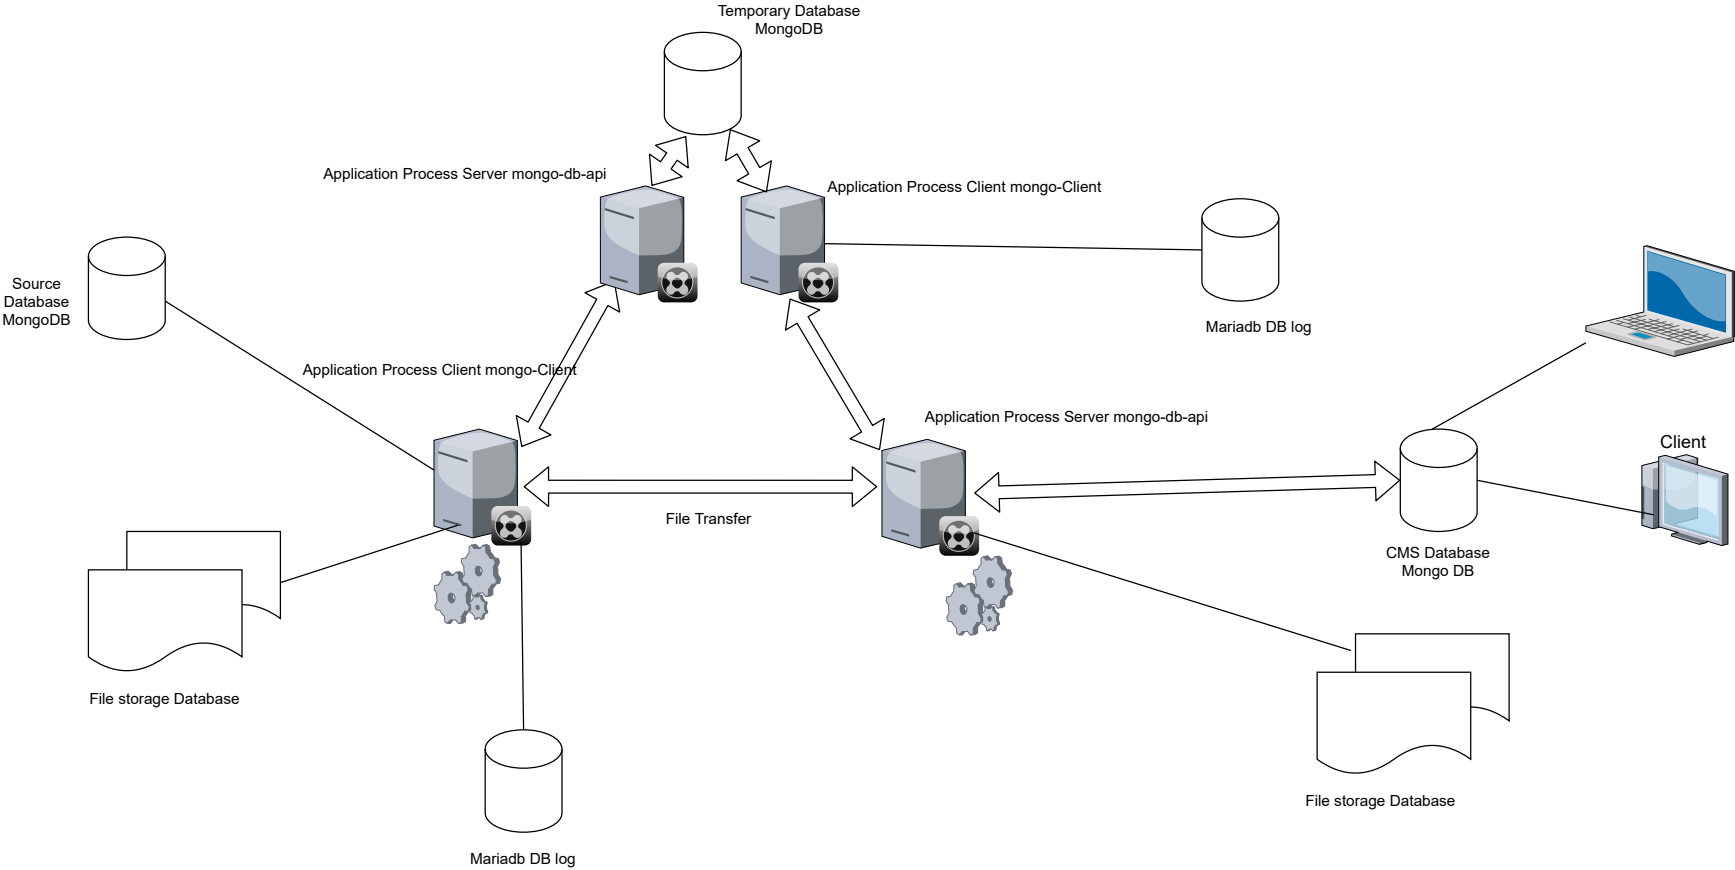 Temporary Database
MongoDB
Application Process Server mongo-db-api
Application Process Client mongo-Client
Source
Database
MongoDB
Mariadb DB log
Application Process Client mongo-Client
Application Process Server mongo-db-api
Client
File Transfer
CMS Database
Mongo DB
File storage Database
File storage Database
Mariadb DB log